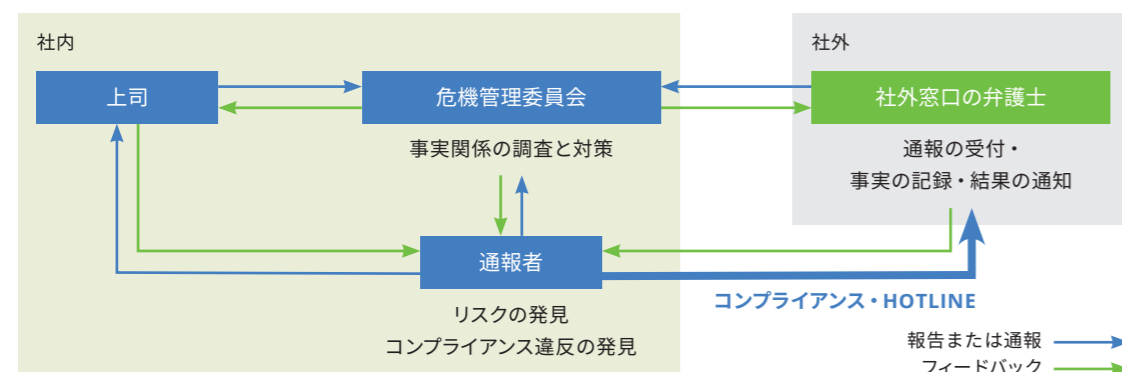 社内
社外
上司
危機管理委員会
社外窓口の弁護士
事実関係の調査と対策
通報の受付・
事実の記録・結果の通知
通報者
コンプライアンス・HOTLINE
リスクの発見
コンプライアンス違反の発見
報告または通報
フィードバック